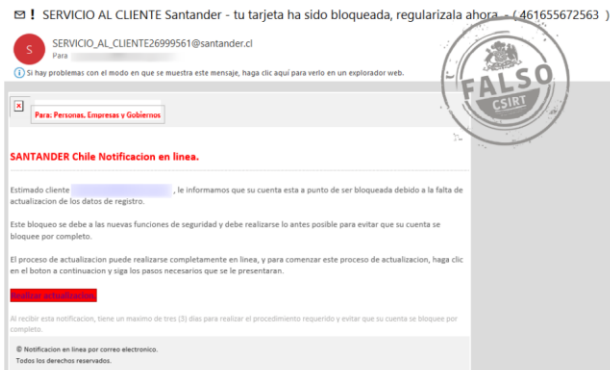 ! SERVICIO AL CLIENTE Santander - tu tarjeta ha sido bloqueada, regularizala ahora - ( 461655672563 )
S
SERVICIO_AL_CLIENTE26999561@santander.cl
Para
Si hay problemas con el modo en que se muestra este mensaje, haga clic aquí para verlo en un explorador web.
FALSO
CSIRT
Para: Personas, Empresas y Gobiernos
SANTANDER Chile Notificacion en linea.
Estimado cliente , le informamos que su cuenta esta a punto de ser bloqueada debido a la falta de
actualizacion de los datos de registro.
Este bloqueo se debe a las nuevas funciones de seguridad y debe realizarse lo antes posible para evitar que su cuenta se
bloquee por completo.
El proceso de actualizacion puede realizarse completamente en linea, y para comenzar este proceso de actualizacion, haga clic
en el boton a continuacion y siga los pasos necesarios que se le presentaran.
Realizar actualizacion
Al recibir esta notificacion, tiene un maximo de tres (3) dias para realizar el procedimiento requerido y evitar que su cuenta se bloquee por
completo.
© Notificacion en linea por correo electronico.
Todos los derechos reservados.